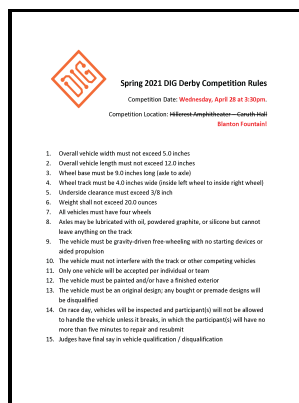 DIG
Spring 2021 DIG Derby Competition Rules
Competition Date: Wednesday, April 28 at 3:30pm.
Competition Location: Hillcrest Amphitheater – Caruth Hall
Blanton Fountain!
1. Overall vehicle width must not exceed 5.0 inches
2. Overall vehicle length must not exceed 12.0 inches
3. Wheel base must be 9.0 inches long (axle to axle)
4. Wheel track must be 4.0 inches wide (inside left wheel to inside right wheel)
5. Underside clearance must exceed 3/8 inch
6. Weight shall not exceed 20.0 ounces
7. All vehicles must have four wheels
8. Axles may be lubricated with oil, powdered graphite, or silicone but cannot
leave anything on the track
9. The vehicle must be gravity-driven free-wheeling with no starting devices or
aided propulsion
10. The vehicle must not interfere with the track or other competing vehicles
11. Only one vehicle will be accepted per individual or team
12. The vehicle must be painted and/or have a finished exterior
13. The vehicle must be an original design; any bought or premade designs will
be disqualified
14. On race day, vehicles will be inspected and participant(s) will not be allowed
to handle the vehicle unless it breaks, in which the participant(s) will have no
more than five minutes to repair and resubmit
15. Judges have final say in vehicle qualification / disqualification